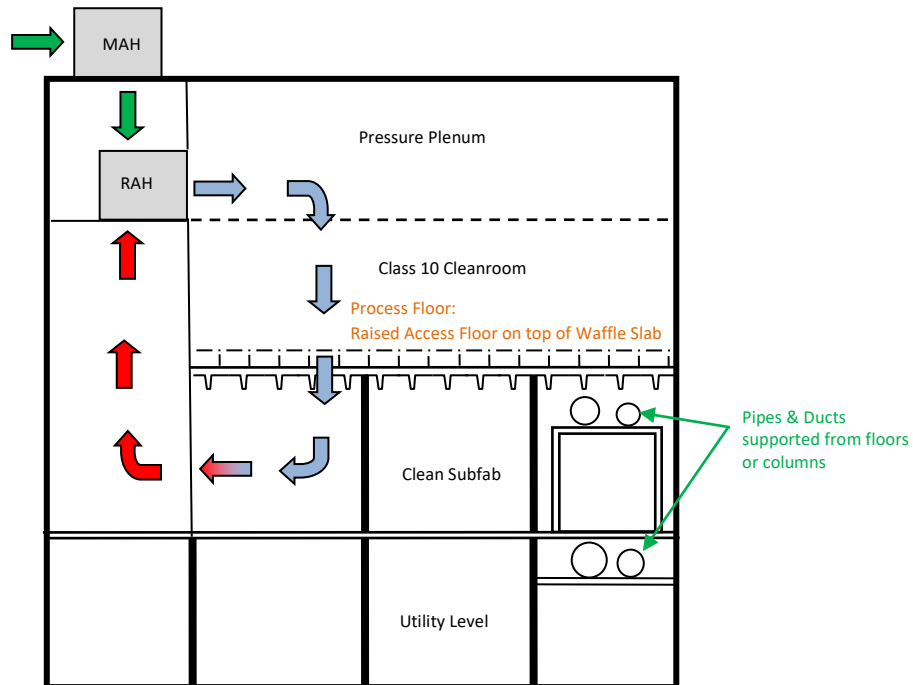 MAH
Pressure Plenum
RAH
Class 10 Cleanroom
Process Floor:
Raised Access Floor on top of Waffle Slab
Pipes & Ducts
supported from floors
or columns
Clean Subfab
Utility Level